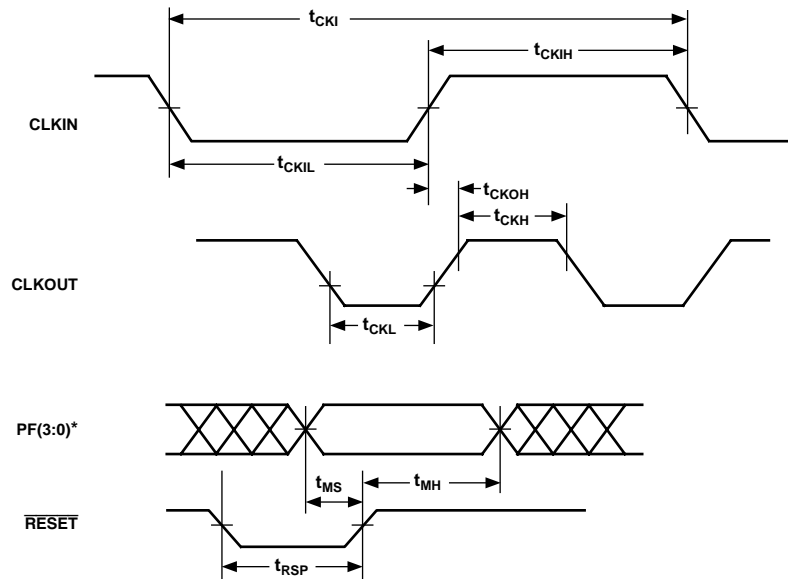 tCKI
tCKIH
CLKIN
tCKIL
tCKOH
tCKH
CLKOUT
tCKL
PF(3:0)*
tMS
tMH
RESET
tRSP